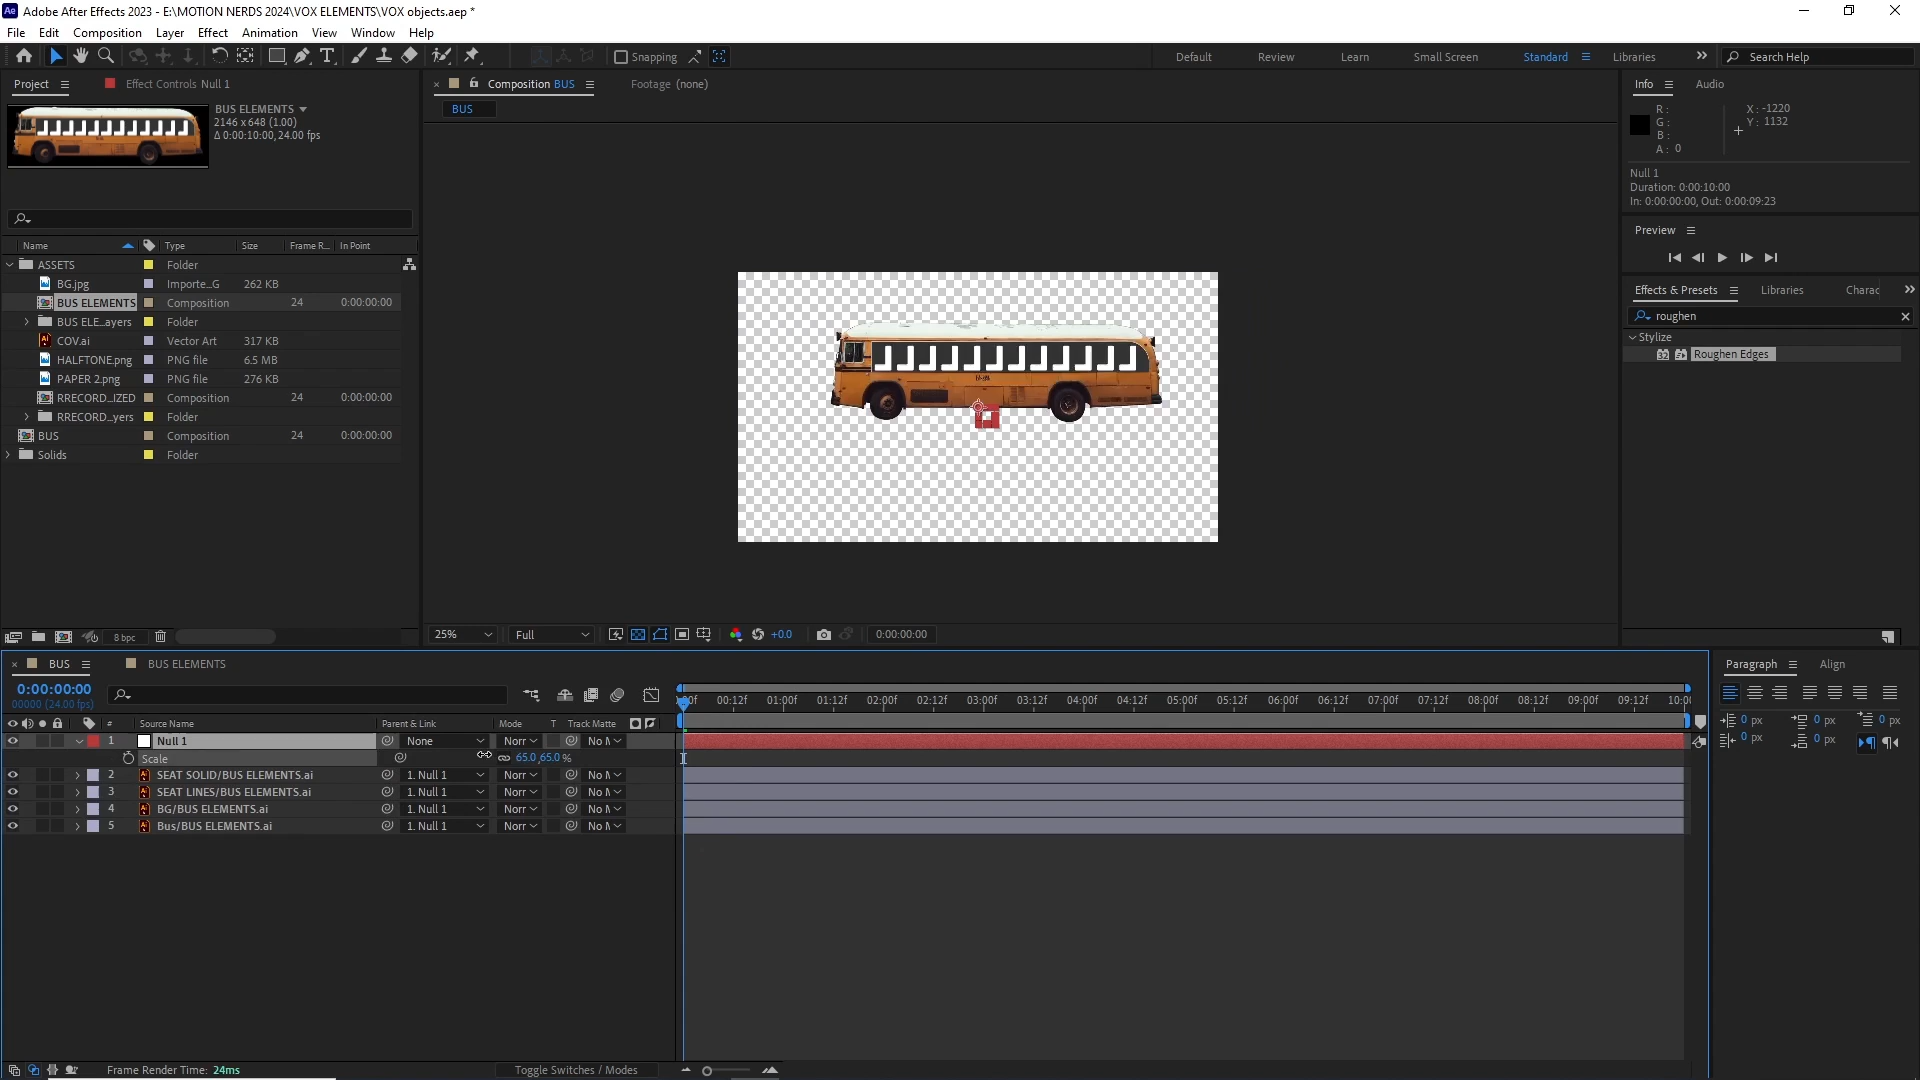 Ae Adobe After Effects 2023 - E:\MOTION NERDS 2024\VOX ELEMENTS\VOX objects.aep *
File Edit Composition Layer Effect Animation View Window Help
Snapping Default Review Learn Small Screen Standard Libraries Search Help
Project Effect Controls Null 1
BUS ELEMENTS
2146 x 648 (1.00)
Δ 0:00:10:00, 24.00 fps
Name Type Size Frame R... In Point
ASSETS Folder
BG.jpg Importe...G 262 KB
BUS ELEMENTS Composition 24 0:00:00:00
BUS ELE...ayers Folder
COV.ai Vector Art 317 KB
HALFTONE.png PNG file 6.5 MB
PAPER 2.png PNG file 276 KB
RRECORD...IZED Composition 24 0:00:00:00
RRECORD...yers Folder
BUS Composition 24 0:00:00:00
Solids Folder
8 bpc
Composition BUS Footage (none)
BUS
25% Full +0.0 0:00:00:00
Info Audio
R: X: -1220
G: Y: 1132
B:
A: 0
Null 1
Duration: 0:00:10:00
In: 0:00:00:00, Out: 0:00:09:23
Preview
Effects & Presets Libraries Charac
roughen
Stylize
32 Roughen Edges
BUS BUS ELEMENTS
0:00:00:00
00000 (24.00 fps)
:00f 00:12f 01:00f 01:12f 02:00f 02:12f 03:00f 03:12f 04:00f 04:12f 05:00f 05:12f 06:00f 06:12f 07:00f 07:12f 08:00f 08:12f 09:00f 09:12f 10:00
# Source Name Parent & Link Mode T Track Matte
1 Null 1 None Norr No M
Scale 65.0,65.0%
2 SEAT SOLID/BUS ELEMENTS.ai 1. Null 1 Norr No M
3 SEAT LINES/BUS ELEMENTS.ai 1. Null 1 Norr No M
4 BG/BUS ELEMENTS.ai 1. Null 1 Norr No M
5 Bus/BUS ELEMENTS.ai 1. Null 1 Norr No M
Frame Render Time: 24ms Toggle Switches / Modes
Paragraph Align
0 px 0 px 0 px
0 px 0 px